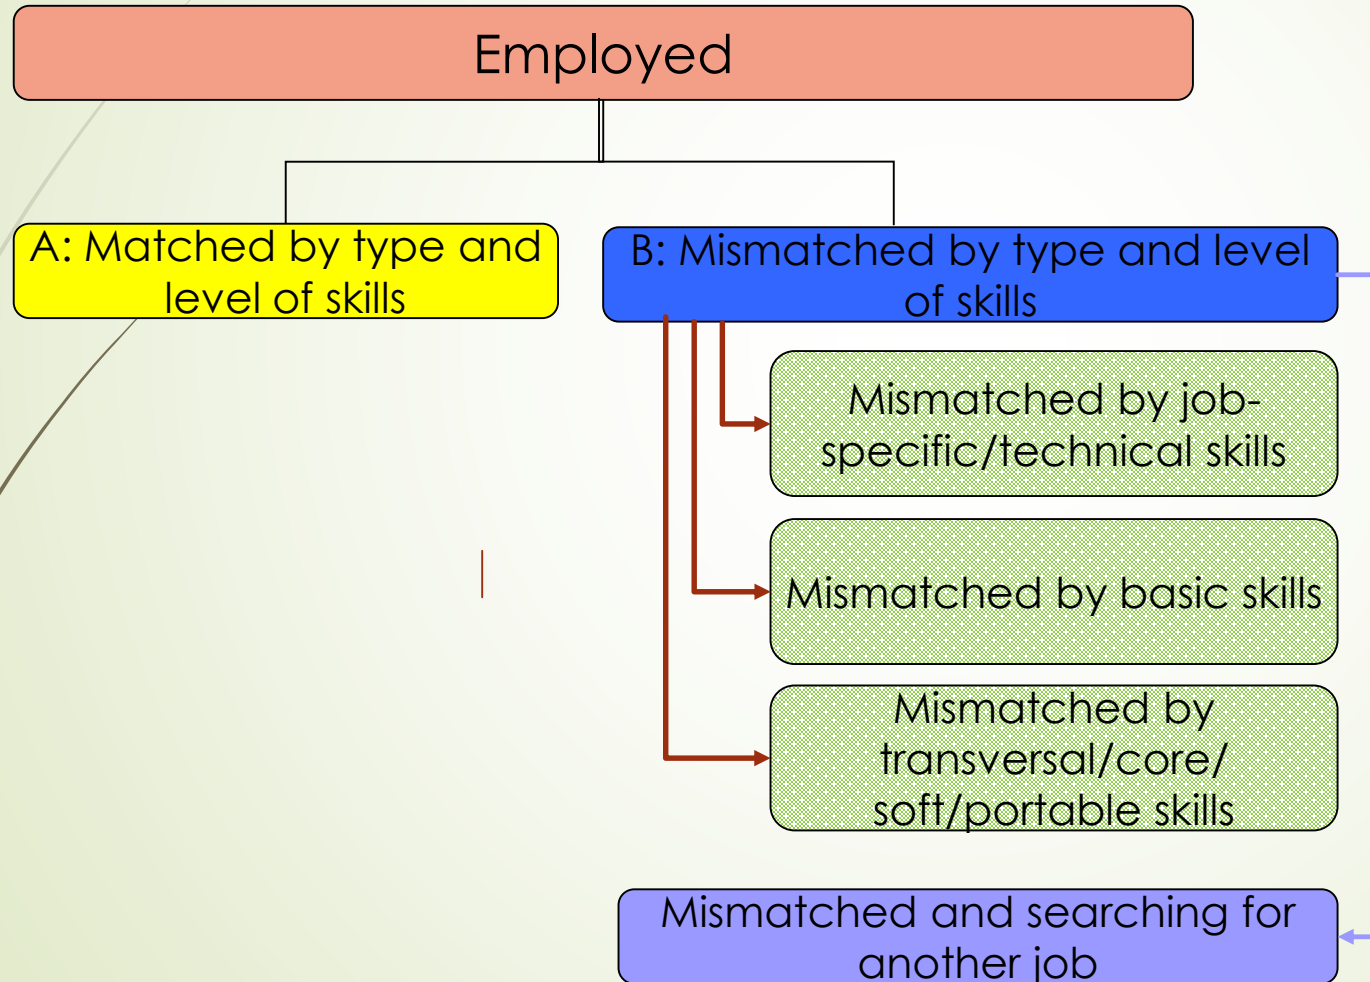 Employed
A: Matched by type and
level of skills
B: Mismatched by type and level
of skills
Mismatched by job-
specific/technical skills
Mismatched by basic skills
Mismatched by
transversal/core/
soft/portable skills
Mismatched and searching for
another job